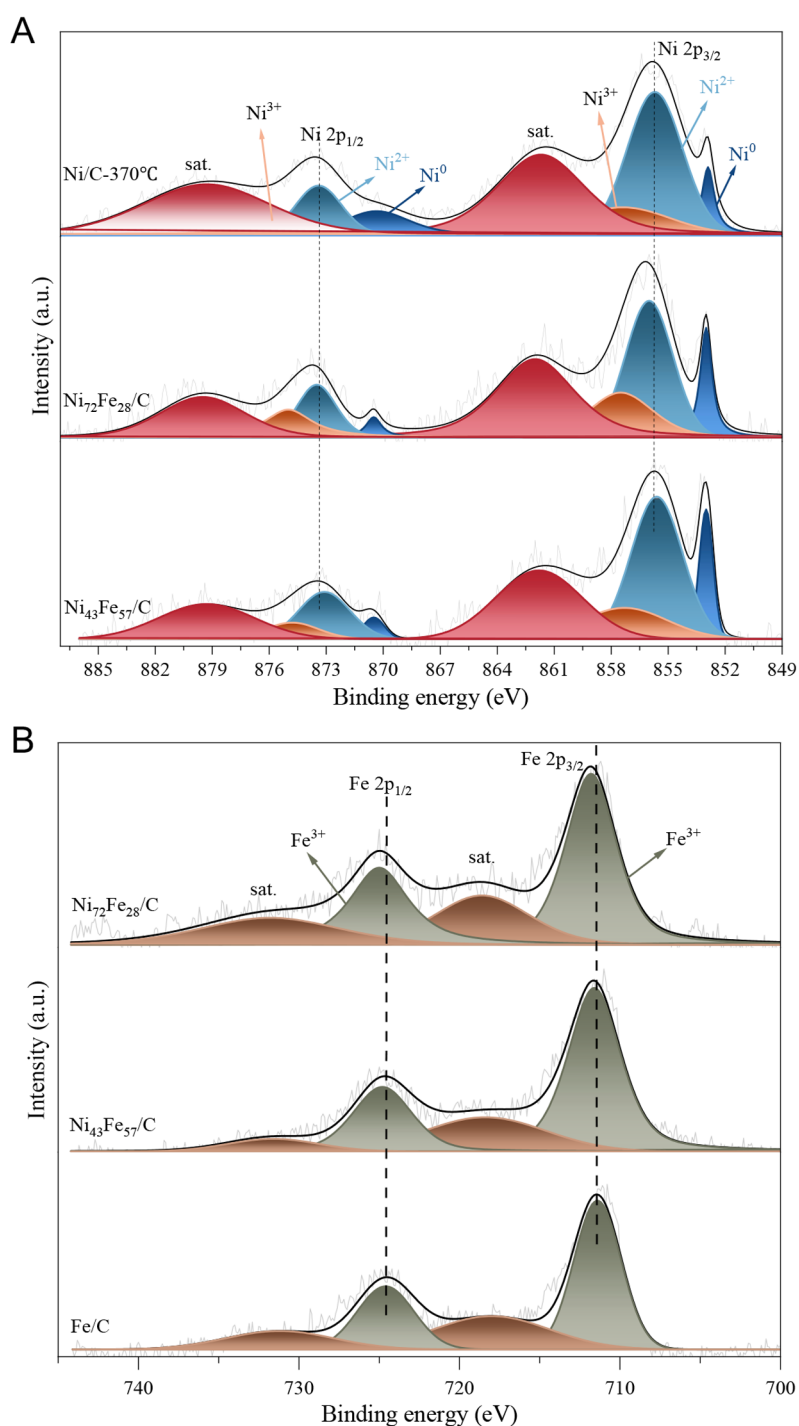 A
Ni 2p₃/₂
Ni³⁺
Ni²⁺
Ni³⁺
Ni 2p₁/₂
sat.
sat.
Ni²⁺
Ni⁰
Ni⁰
Ni/C-370℃
Ni₇₂Fe₂₈/C
Ni₄₃Fe₅₇/C
Intensity (a.u.)
885 882 879 876 873 870 867 864 861 858 855 852 849
Binding energy (eV)
B
Fe 2p₃/₂
Fe 2p₁/₂
Fe³⁺
Fe³⁺
sat.
sat.
Ni₇₂Fe₂₈/C
Ni₄₃Fe₅₇/C
Fe/C
Intensity (a.u.)
740 730 720 710 700
Binding energy (eV)